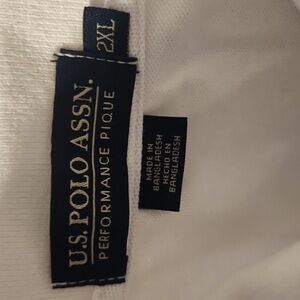 2XL
U.S. POLO ASSN.
PERFORMANCE PIQUE
MADE IN
BANGLADESH
HECHO EN
BANGLADESH